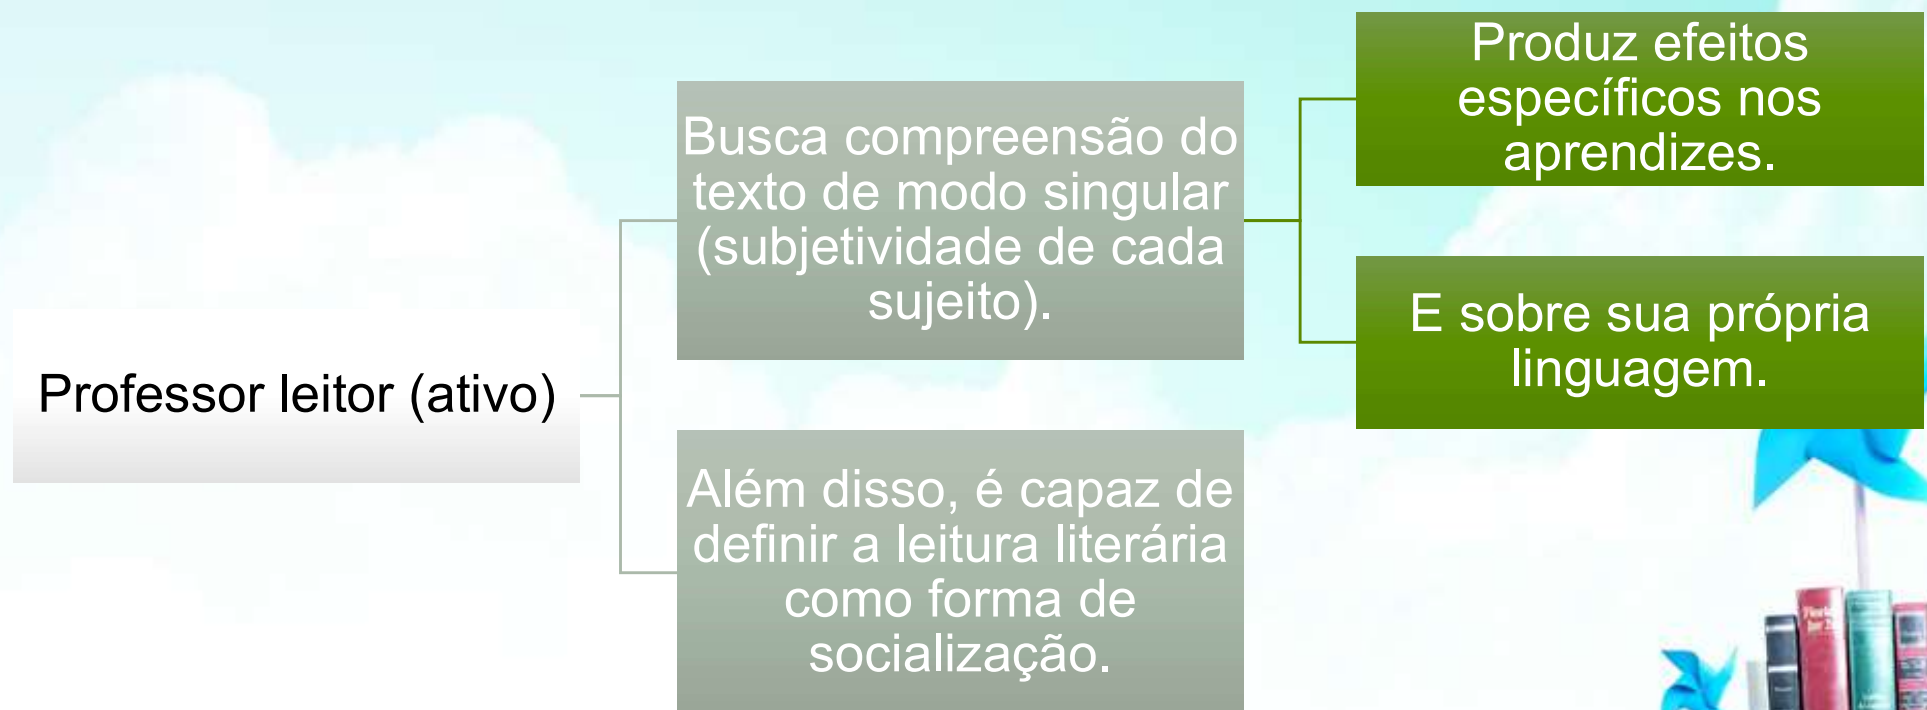 Professor leitor (ativo)
Busca compreensão do
texto de modo singular
(subjetividade de cada
sujeito).
Além disso, é capaz de
definir a leitura literária
como forma de
socialização.
Produz efeitos
específicos nos
aprendizes.
E sobre sua própria
linguagem.